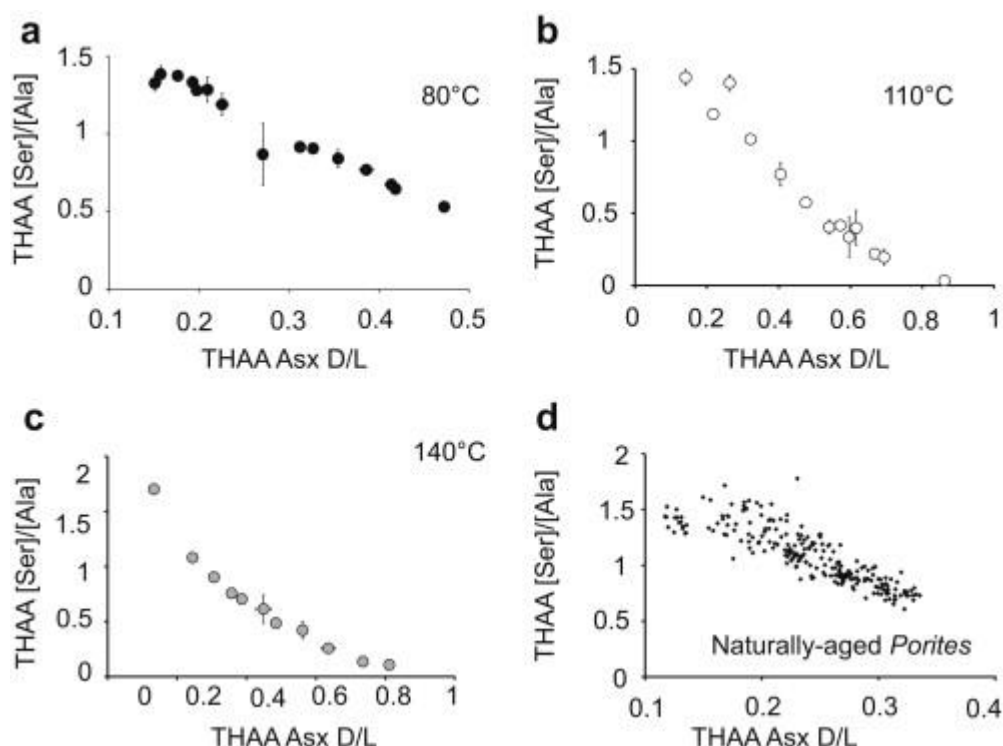 a
THAA [Ser]/[Ala]
1.5
1
0.5
0
80°C
0.1
0.2
0.3
0.4
0.5
THAA Asx D/L
b
THAA [Ser]/[Ala]
1.5
1
0.5
0
110°C
0
0.2
0.4
0.6
0.8
1
THAA Asx D/L
c
THAA [Ser]/[Ala]
2
1.5
1
0.5
0
140°C
0
0.2
0.4
0.6
0.8
1
THAA Asx D/L
d
THAA [Ser]/[Ala]
2
1.5
1
0.5
0
Naturally-aged Porites
0.1
0.2
0.3
0.4
THAA Asx D/L